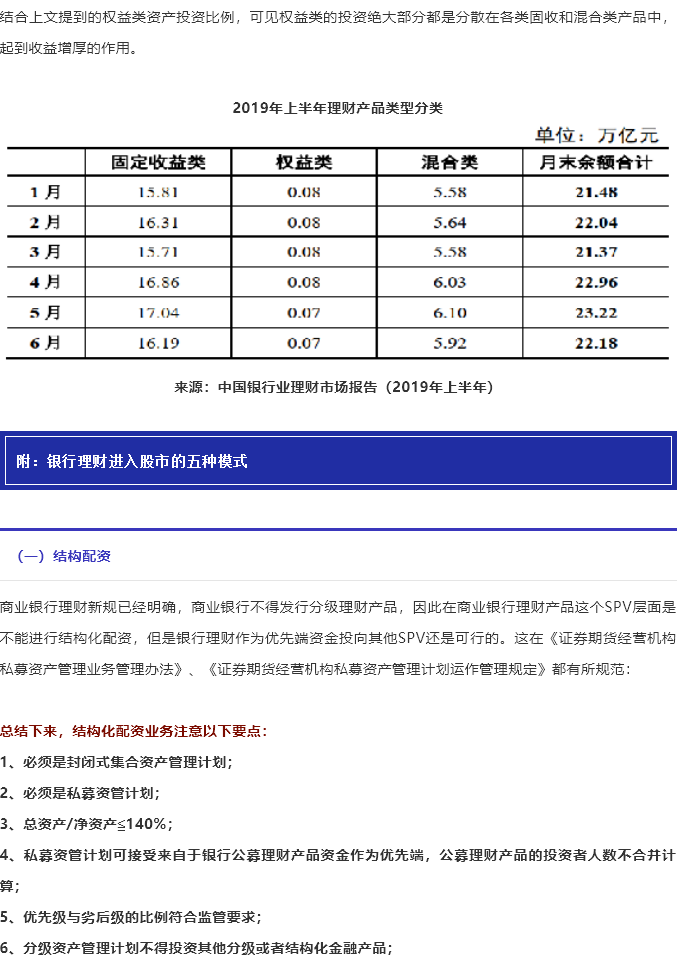 结合上文提到的权益类资产投资比例，可见权益类的投资绝大部分都是分散在各类固收和混合类产品中，
起到收益增厚的作用。
2019年上半年理财产品类型分类
单位：万亿元
固定收益类 权益类 混合类 月末余额合计
1月 15.81 0.08 5.58 21.48
2月 16.31 0.08 5.64 22.04
3月 15.71 0.08 5.58 21.37
4月 16.86 0.08 6.03 22.96
5月 17.04 0.07 6.10 23.22
6月 16.19 0.07 5.92 22.18
来源：中国银行业理财市场报告（2019年上半年）
附：银行理财进入股市的五种模式
（一）结构配资
商业银行理财新规已经明确，商业银行不得发行分级理财产品，因此在商业银行理财产品这个SPV层面是
不能进行结构化配资，但是银行理财作为优先端资金投向其他SPV还是可行的。这在《证券期货经营机构
私募资产管理业务管理办法》、《证券期货经营机构私募资产管理计划运作管理规定》都有所规范：
总结下来，结构化配资业务注意以下要点：
1、必须是封闭式集合资产管理计划；
2、必须是私募资管计划；
3、总资产/净资产≦140%；
4、私募资管计划可接受来自于银行公募理财产品资金作为优先端，公募理财产品的投资者人数不合并计
算；
5、优先级与劣后级的比例符合监管要求；
6、分级资产管理计划不得投资其他分级或者结构化金融产品；